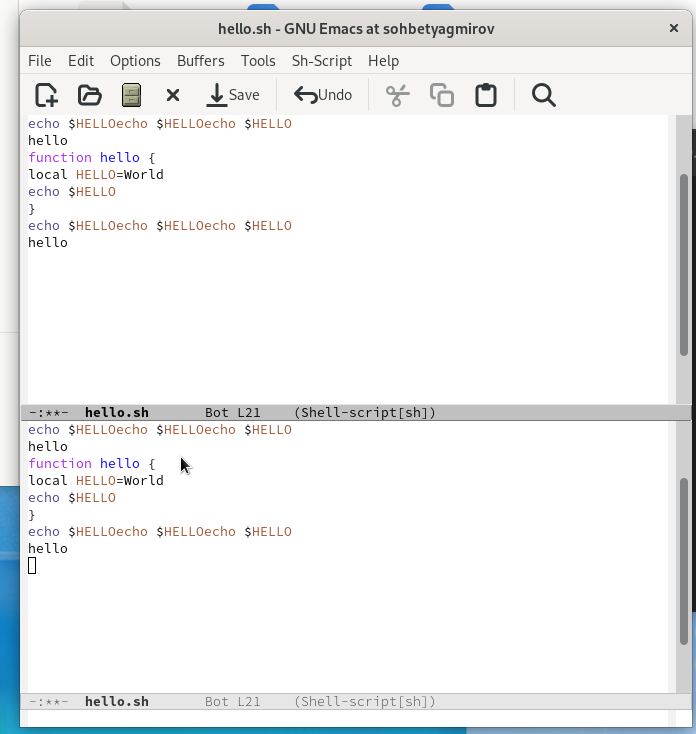 hello.sh - GNU Emacs at sohbetyagmirov
File Edit Options Buffers Tools Sh-Script Help
Save Undo
echo $HELLOecho $HELLOecho $HELLO
hello
function hello {
local HELLO=World
echo $HELLO
}
echo $HELLOecho $HELLOecho $HELLO
hello
-:**- hello.sh Bot L21 (Shell-script[sh])
echo $HELLOecho $HELLOecho $HELLO
hello
function hello {
local HELLO=World
echo $HELLO
}
echo $HELLOecho $HELLOecho $HELLO
hello
-:**- hello.sh Bot L21 (Shell-script[sh])